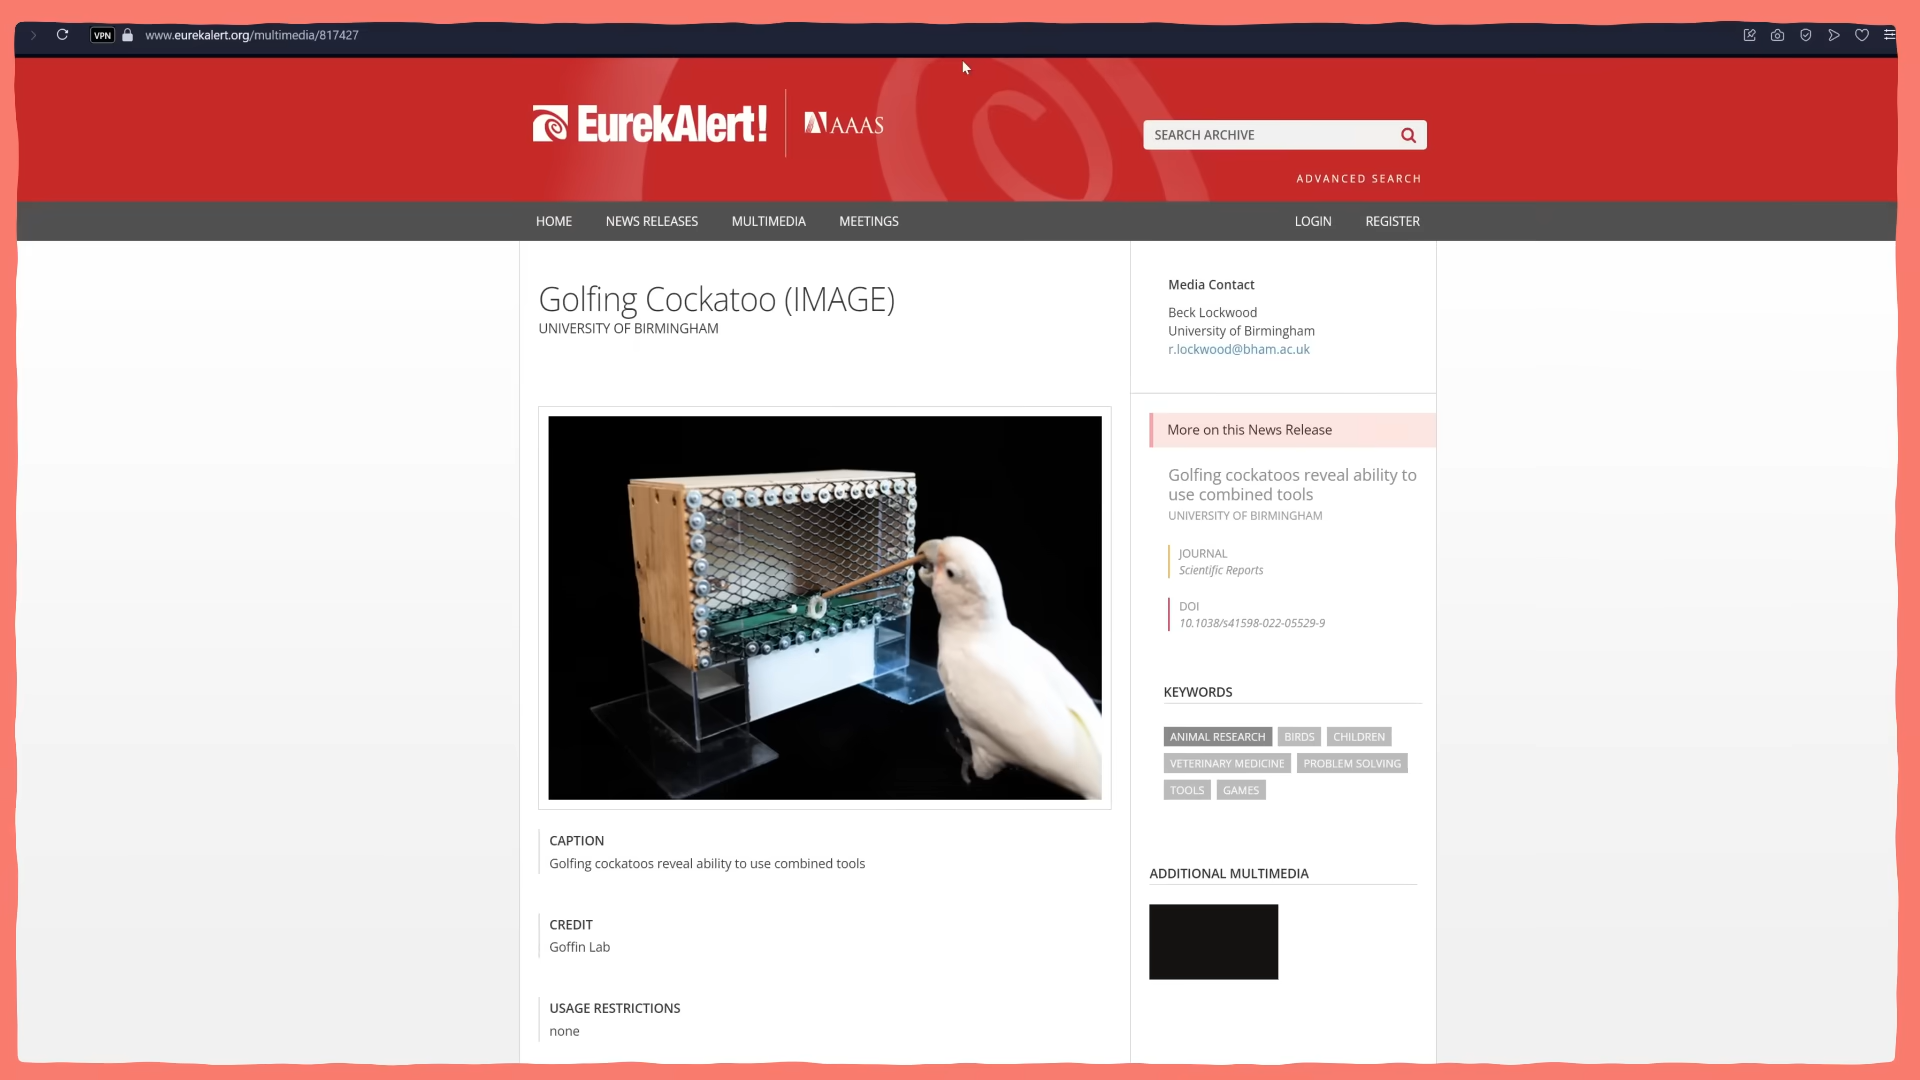 VPN
www.eurekalert.org/multimedia/817427
EurekAlert!
AAAS
SEARCH ARCHIVE
ADVANCED SEARCH
HOME
NEWS RELEASES
MULTIMEDIA
MEETINGS
LOGIN
REGISTER
Golfing Cockatoo (IMAGE)
UNIVERSITY OF BIRMINGHAM
CAPTION
Golfing cockatoos reveal ability to use combined tools
CREDIT
Goffin Lab
USAGE RESTRICTIONS
none
Media Contact
Beck Lockwood
University of Birmingham
r.lockwood@bham.ac.uk
More on this News Release
Golfing cockatoos reveal ability to
use combined tools
UNIVERSITY OF BIRMINGHAM
JOURNAL
Scientific Reports
DOI
10.1038/s41598-022-05529-9
KEYWORDS
ANIMAL RESEARCH
BIRDS
CHILDREN
VETERINARY MEDICINE
PROBLEM SOLVING
TOOLS
GAMES
ADDITIONAL MULTIMEDIA